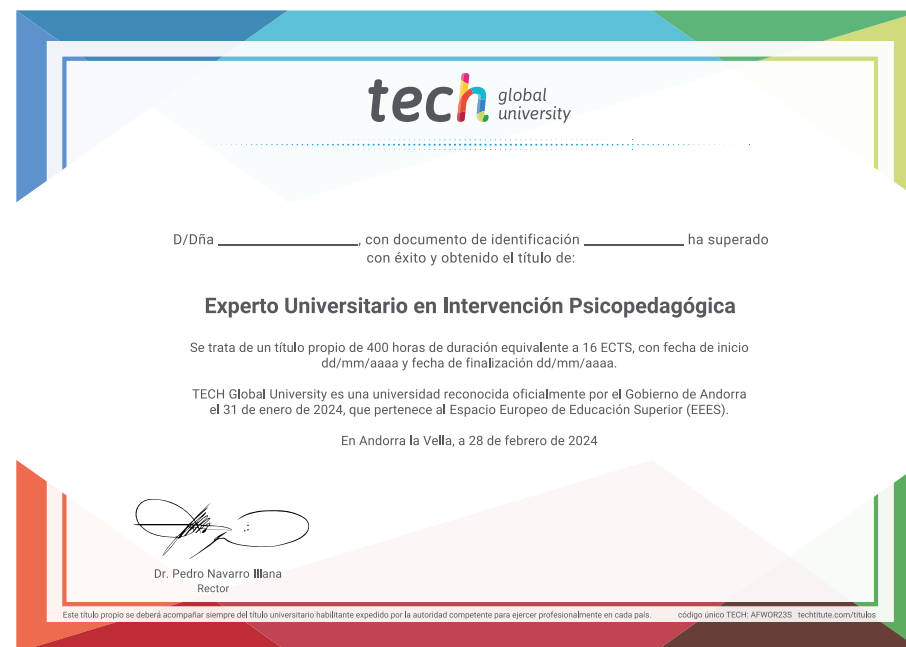 tech global university
D/Dña ____________________, con documento de identificación ______________ ha superado
con éxito y obtenido el título de:
Experto Universitario en Intervención Psicopedagógica
Se trata de un título propio de 400 horas de duración equivalente a 16 ECTS, con fecha de inicio
dd/mm/aaaa y fecha de finalización dd/mm/aaaa.
TECH Global University es una universidad reconocida oficialmente por el Gobierno de Andorra
el 31 de enero de 2024, que pertenece al Espacio Europeo de Educación Superior (EEES).
En Andorra la Vella, a 28 de febrero de 2024
Dr. Pedro Navarro Illana
Rector
Este título propio se deberá acompañar siempre del título universitario habilitante expedido por la autoridad competente para ejercer profesionalmente en cada país. código único TECH: AFWOR23S techtitute.com/titulos